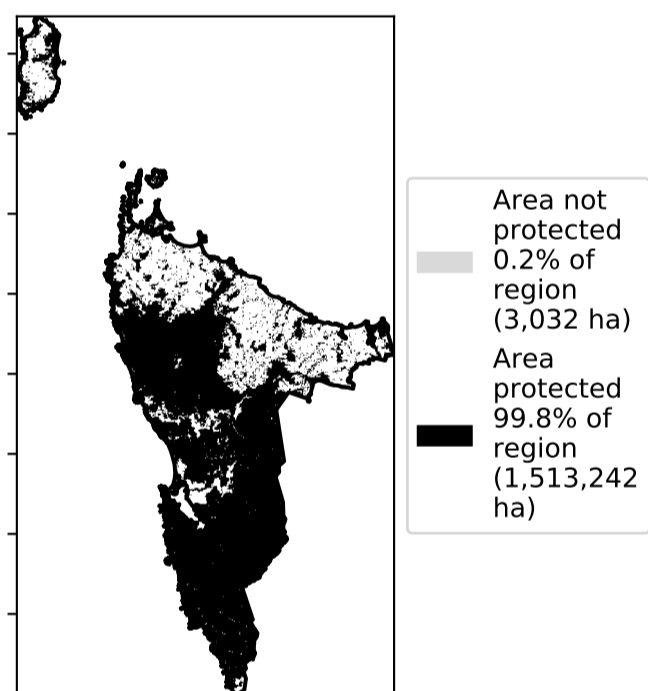 Area not
protected
0.2% of
region
(3,032 ha)
Area
protected
99.8% of
region
(1,513,242
ha)